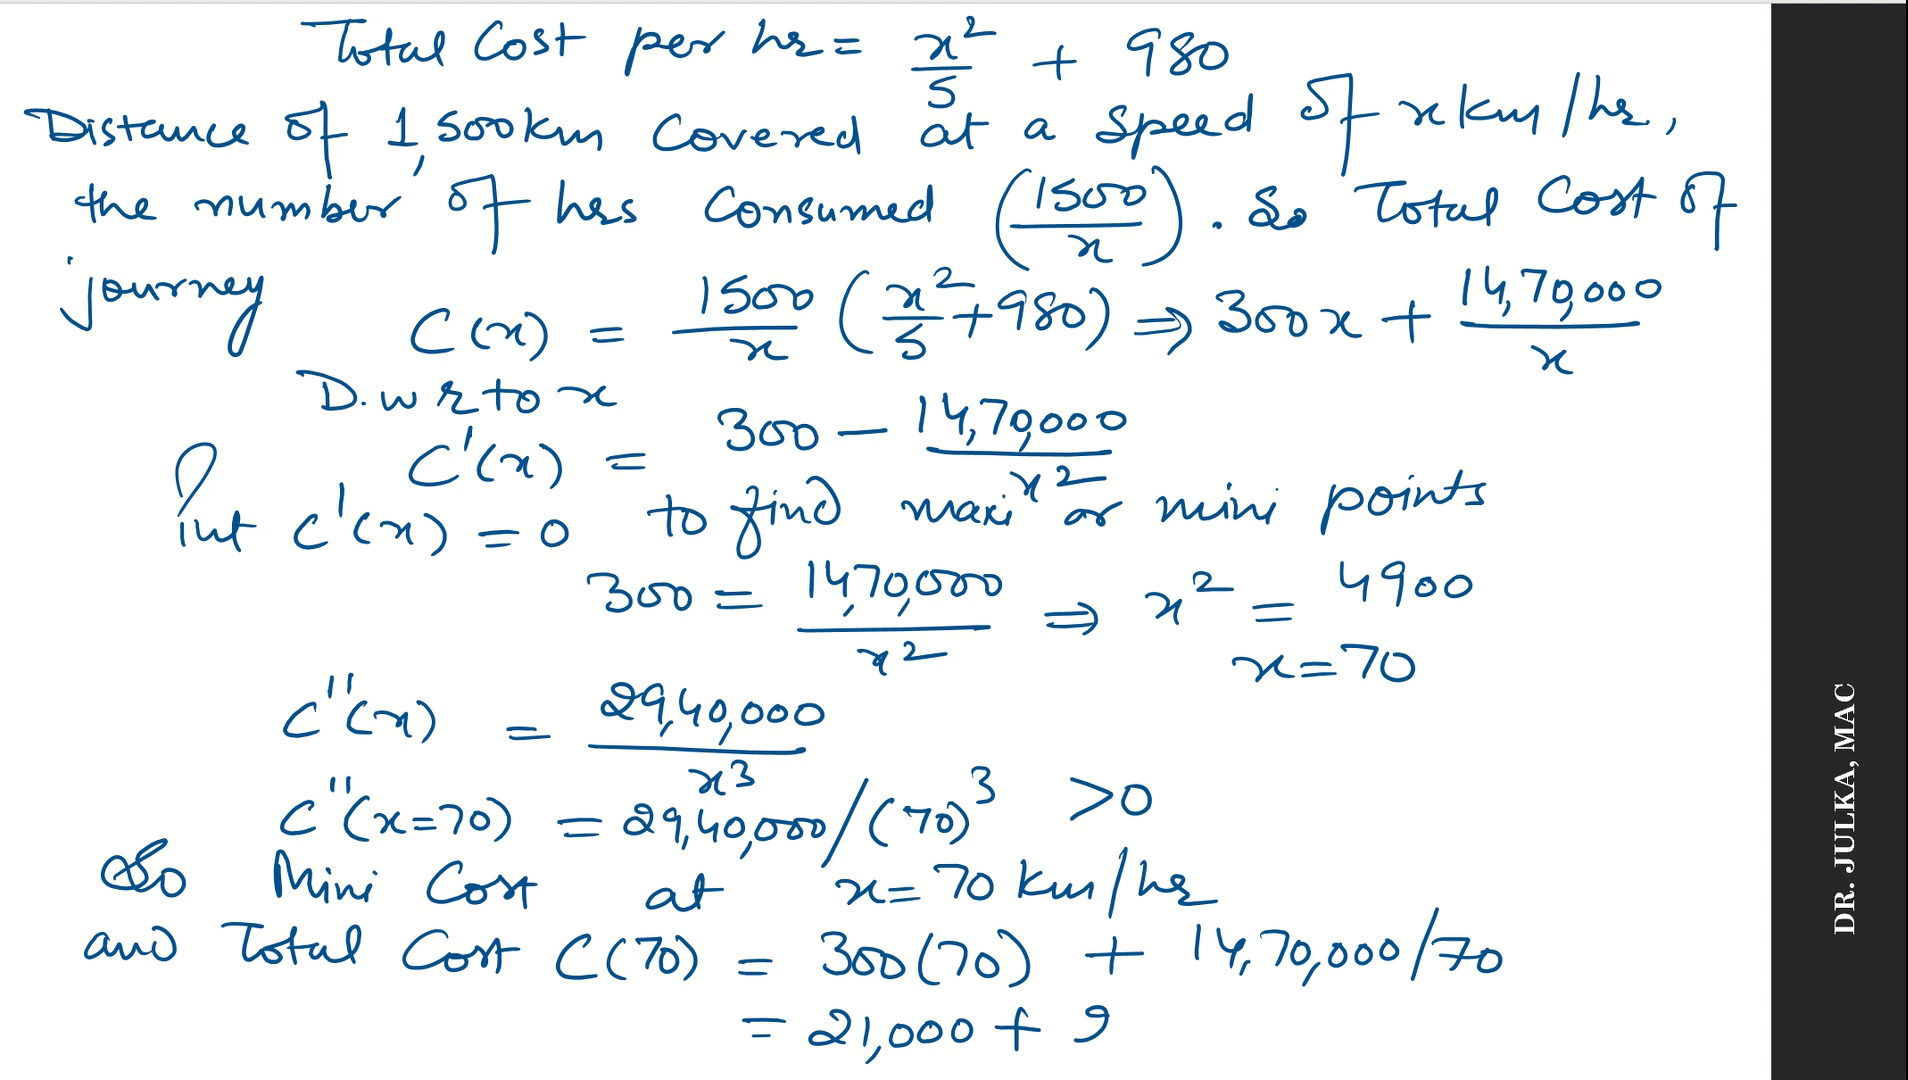 Total Cost per hr = x²/5 + 980
Distance of 1,500km Covered at a Speed of x km/hr,
the number of hrs Consumed (1500/x). So Total Cost of
journey
C(x) = 1500/x (x²/5 + 980) ⇒ 300x + 14,70,000/x
D.w r to x
C'(x) = 300 − 14,70,000/x²
Put C'(x) = 0 to find maxi or mini points
300 = 14,70,000/x² ⇒ x² = 4900
x = 70
C''(x) = 29,40,000/x³
C''(x=70) = 29,40,000/(70)³ >0
So Mini Cost at x = 70 km/hr
and Total Cost C(70) = 300(70) + 14,70,000/70
= 21,000 +
DR. JULKA, MAC